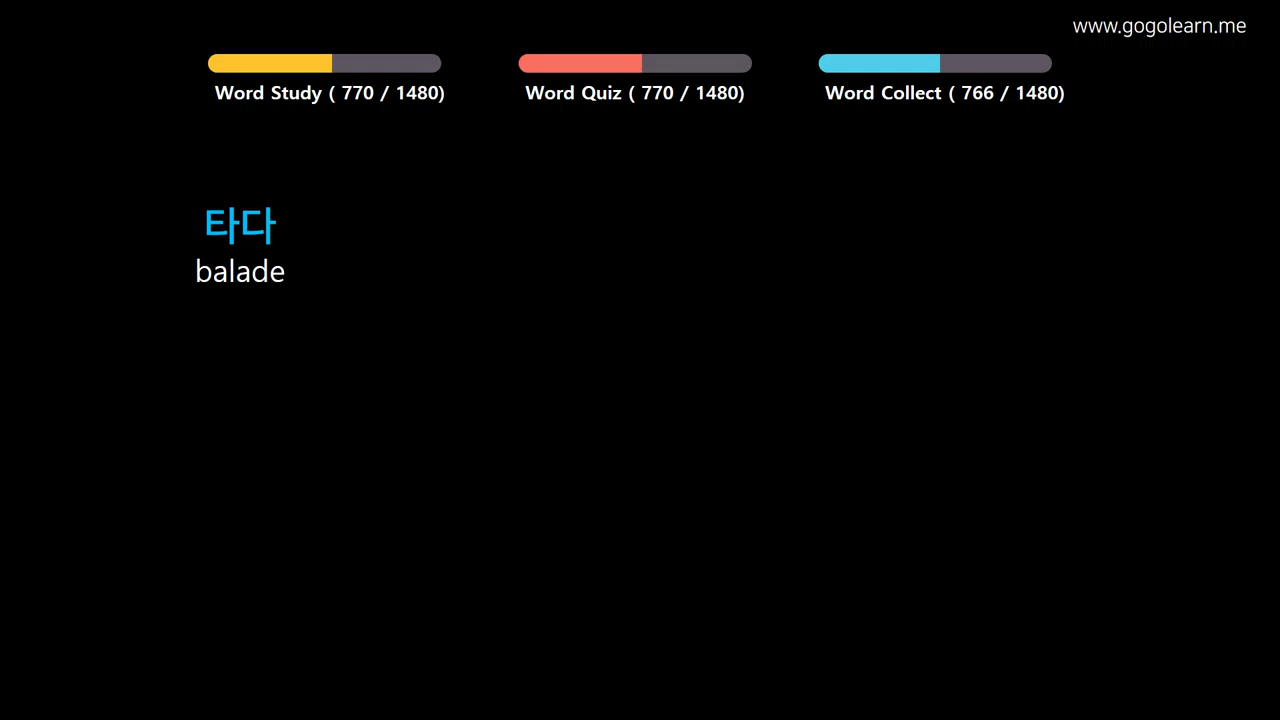 www.gogolearn.me
Word Study ( 770 / 1480)
Word Quiz ( 770 / 1480)
Word Collect ( 766 / 1480)
타다
balade